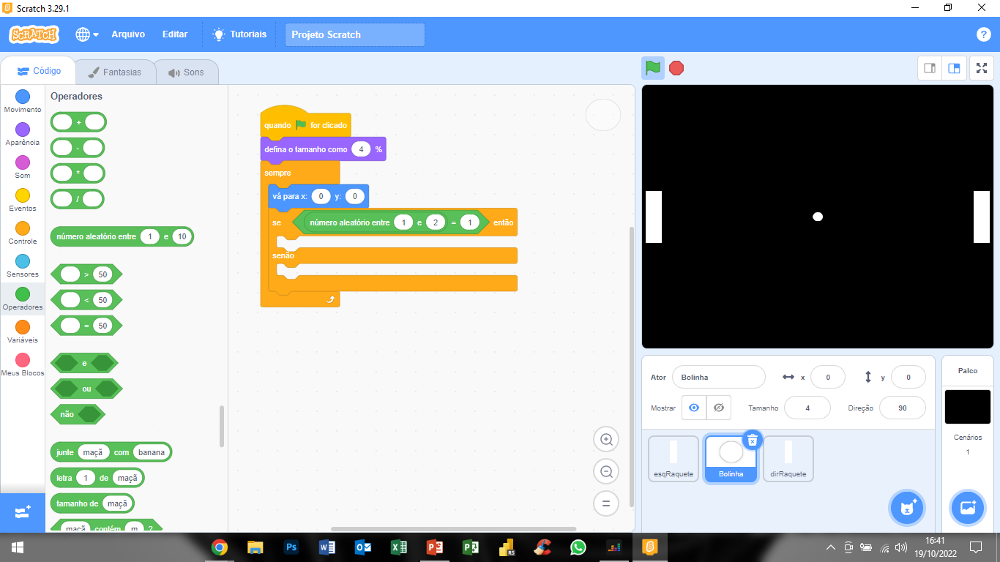 Scratch 3.29.1
SCRATCH
Arquivo
Editar
Tutoriais
Projeto Scratch
?
Código
Fantasias
Sons
Movimento
Aparência
Som
Eventos
Controle
Sensores
Operadores
Variáveis
Meus Blocos
Operadores
+
-
*
/
número aleatório entre 1 e 10
> 50
< 50
= 50
e
ou
não
junte maçã com banana
letra 1 de maçã
tamanho de maçã
maçã contém m ?
quando for clicado
defina o tamanho como 4 %
sempre
vá para x: 0 y: 0
se número aleatório entre 1 e 2 = 1 então
senão
Ator Bolinha x 0 y 0
Mostrar Tamanho 4 Direção 90
esqRaquete
Bolinha
dirRaquete
Palco
Cenários
1
16:41
19/10/2022